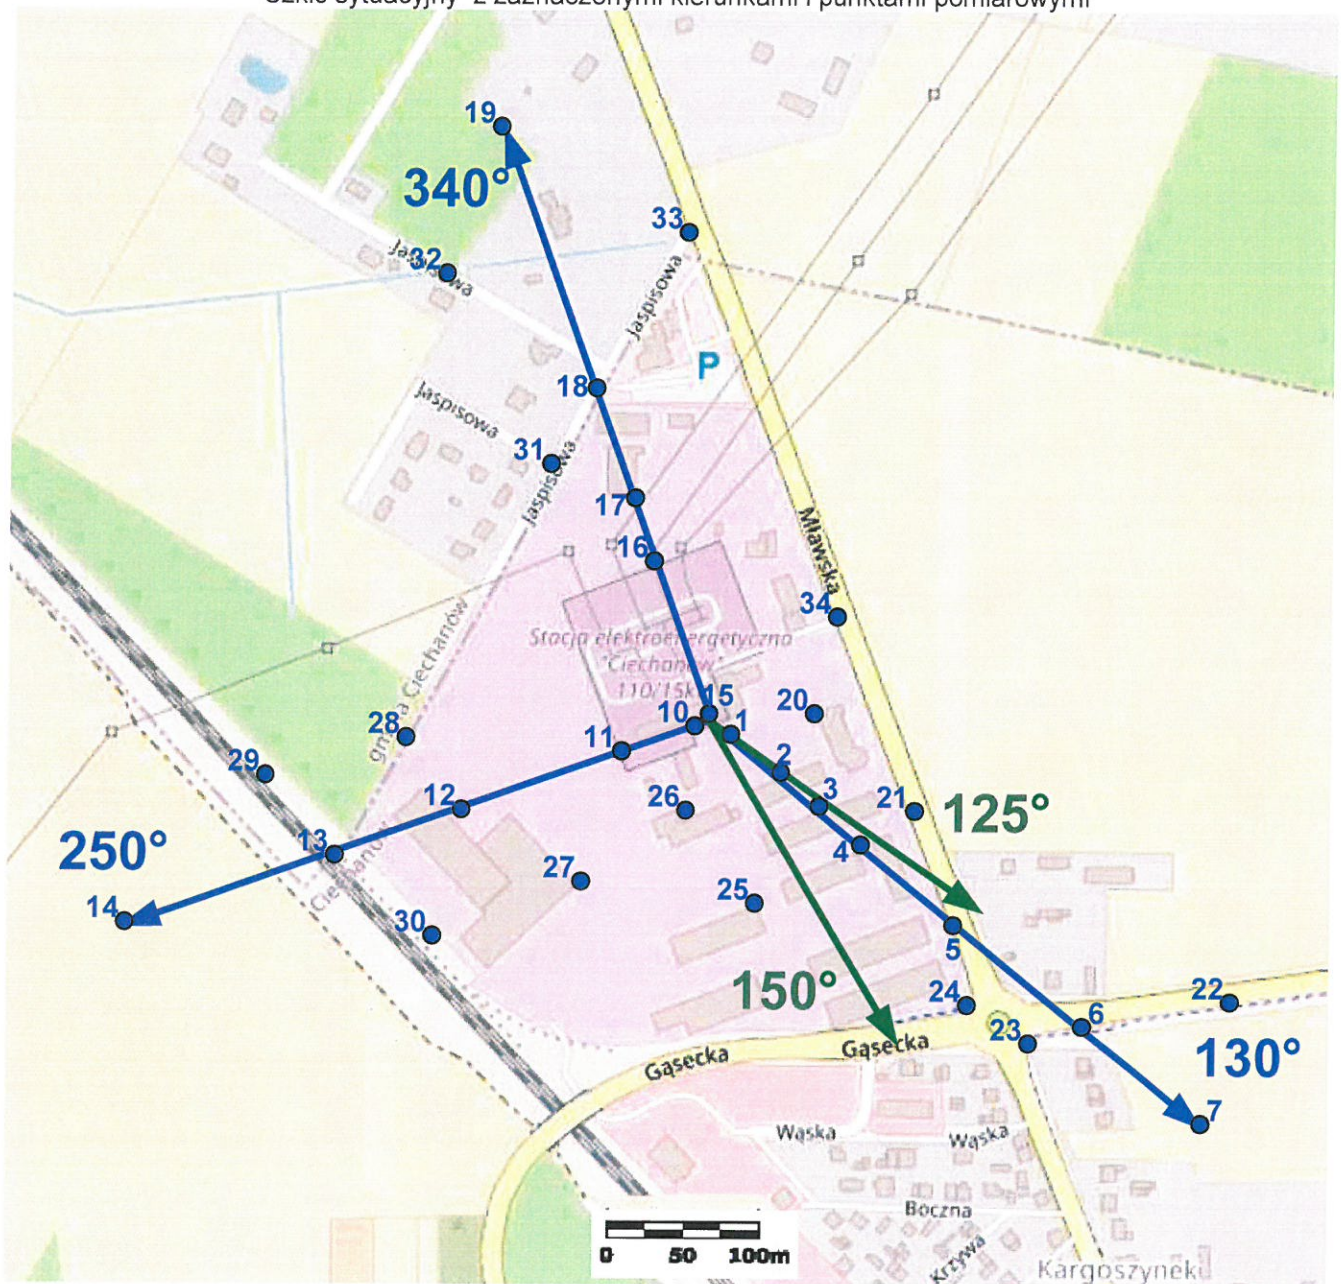 Szkic sytuacyjny z zaznaczonymi kierunkami i punktami pomiarowymi
19
340°
33
32
Jaspisowa
Jaspisowa
P
18
Jaspisowa
31
Jaspisowa
17
Mławska
16
34
Stacja elektroenergetyczna
"Ciechanów"
110/15k
15
20
10
1
28
gmina Ciechanów
11
29
2
12
26
3
21
125°
13
4
250°
27
14
Ciechanów
25
30
5
150°
24
22
6
23
130°
Gąsecka
Gąsecka
7
Wąska
Wąska
Boczna
Krzywa
0 50 100m
Kargoszynek